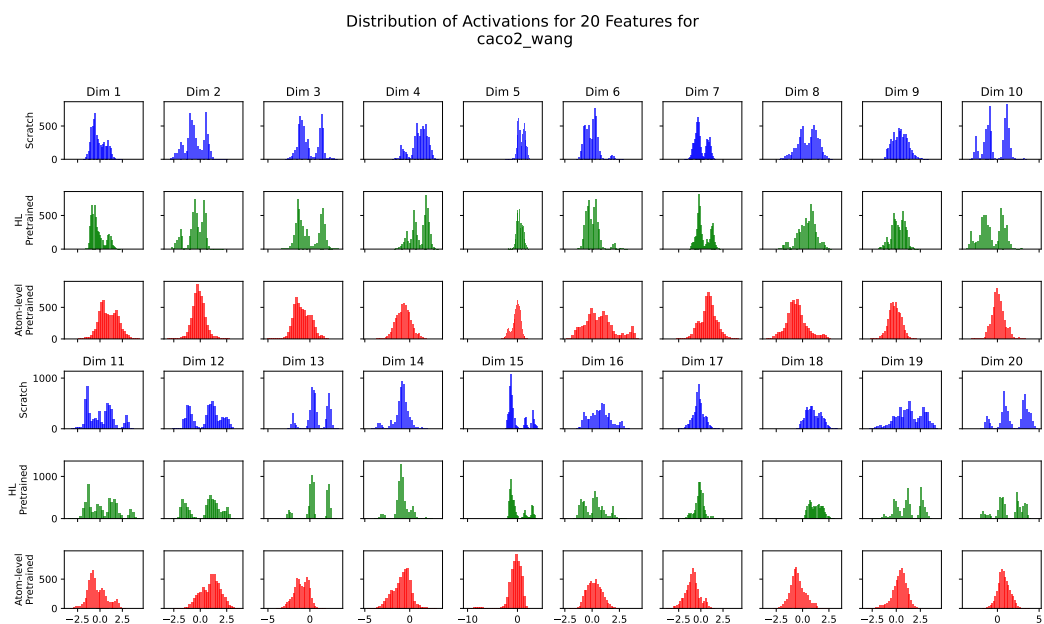 Distribution of Activations for 20 Features for
caco2_wang
Dim 1 Dim 2 Dim 3 Dim 4 Dim 5 Dim 6 Dim 7 Dim 8 Dim 9 Dim 10
Scratch
500
0
HL
Pretrained
500
0
Atom-level
Pretrained
500
0
Dim 11 Dim 12 Dim 13 Dim 14 Dim 15 Dim 16 Dim 17 Dim 18 Dim 19 Dim 20
Scratch
1000
500
0
HL
Pretrained
1000
500
0
Atom-level
Pretrained
500
0
−2.5 0.0 2.5 −2.5 0.0 2.5 −5 0 −5 0 −10 0 −2.5 0.0 2.5 −2.5 0.0 2.5 −2.5 0.0 2.5 −2.5 0.0 2.5 0 5